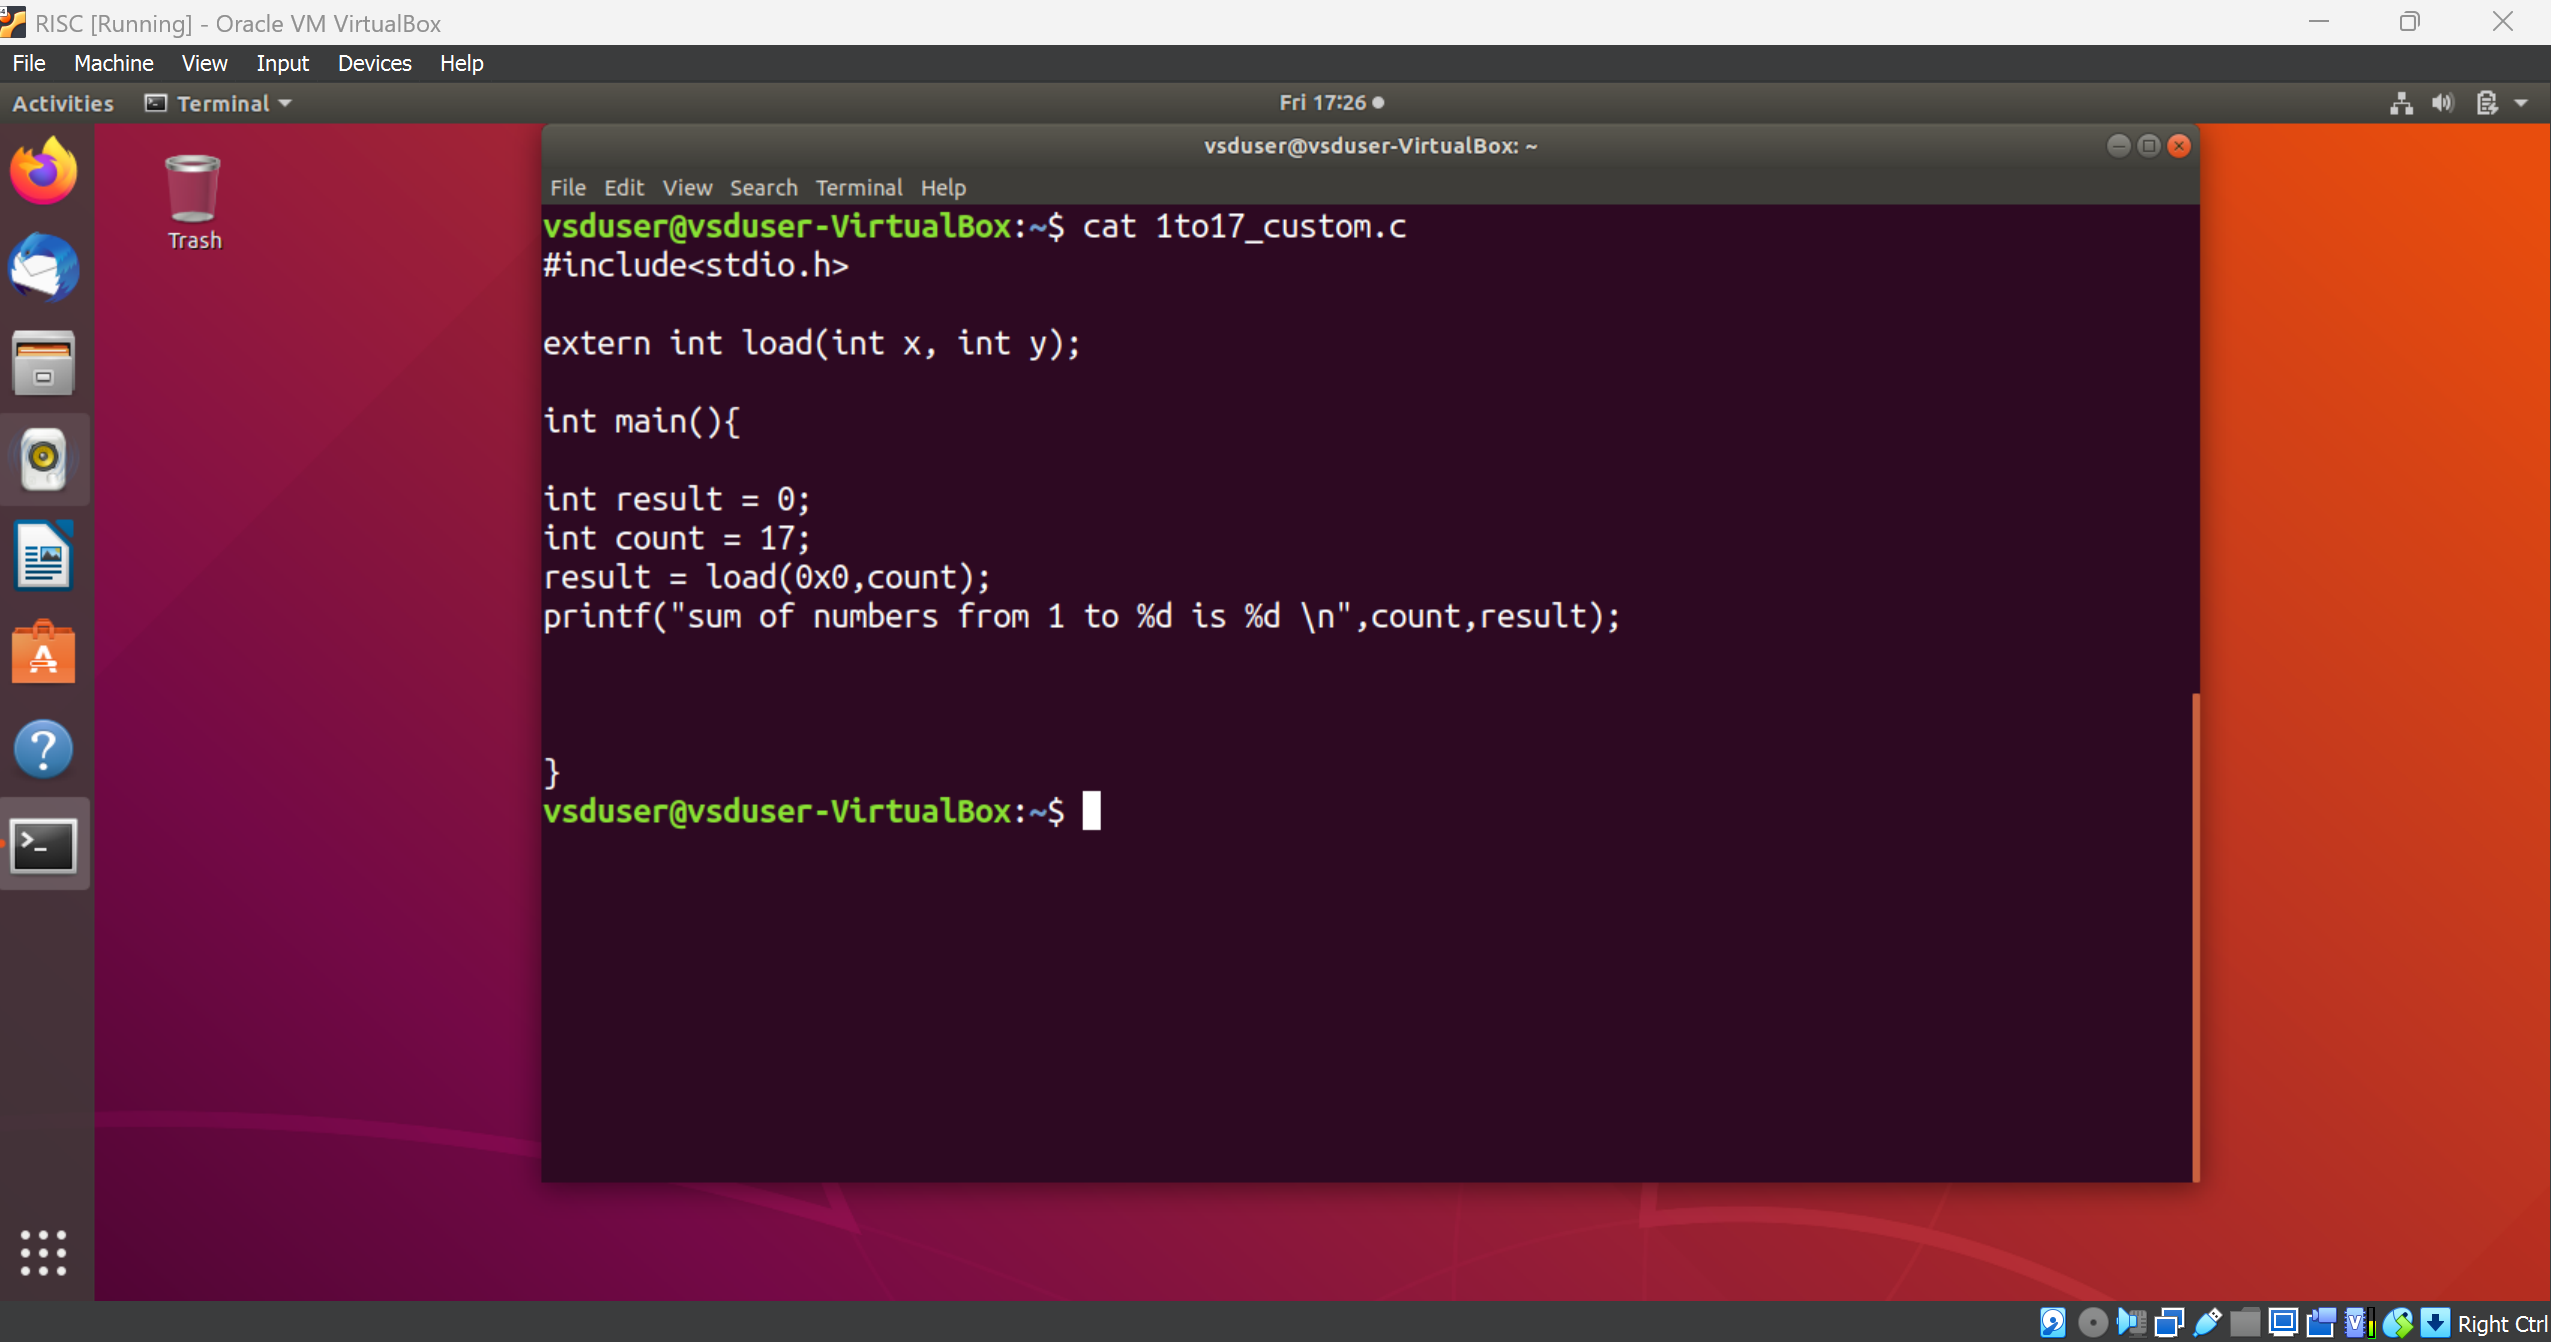 RISC [Running] - Oracle VM VirtualBox
File Machine View Input Devices Help
Activities Terminal Fri 17:26
Trash
vsduser@vsduser-VirtualBox: ~
File Edit View Search Terminal Help
vsduser@vsduser-VirtualBox:~$ cat 1to17_custom.c
#include<stdio.h>
extern int load(int x, int y);
int main(){
int result = 0;
int count = 17;
result = load(0x0,count);
printf("sum of numbers from 1 to %d is %d \n",count,result);
}
vsduser@vsduser-VirtualBox:~$
Right Ctrl